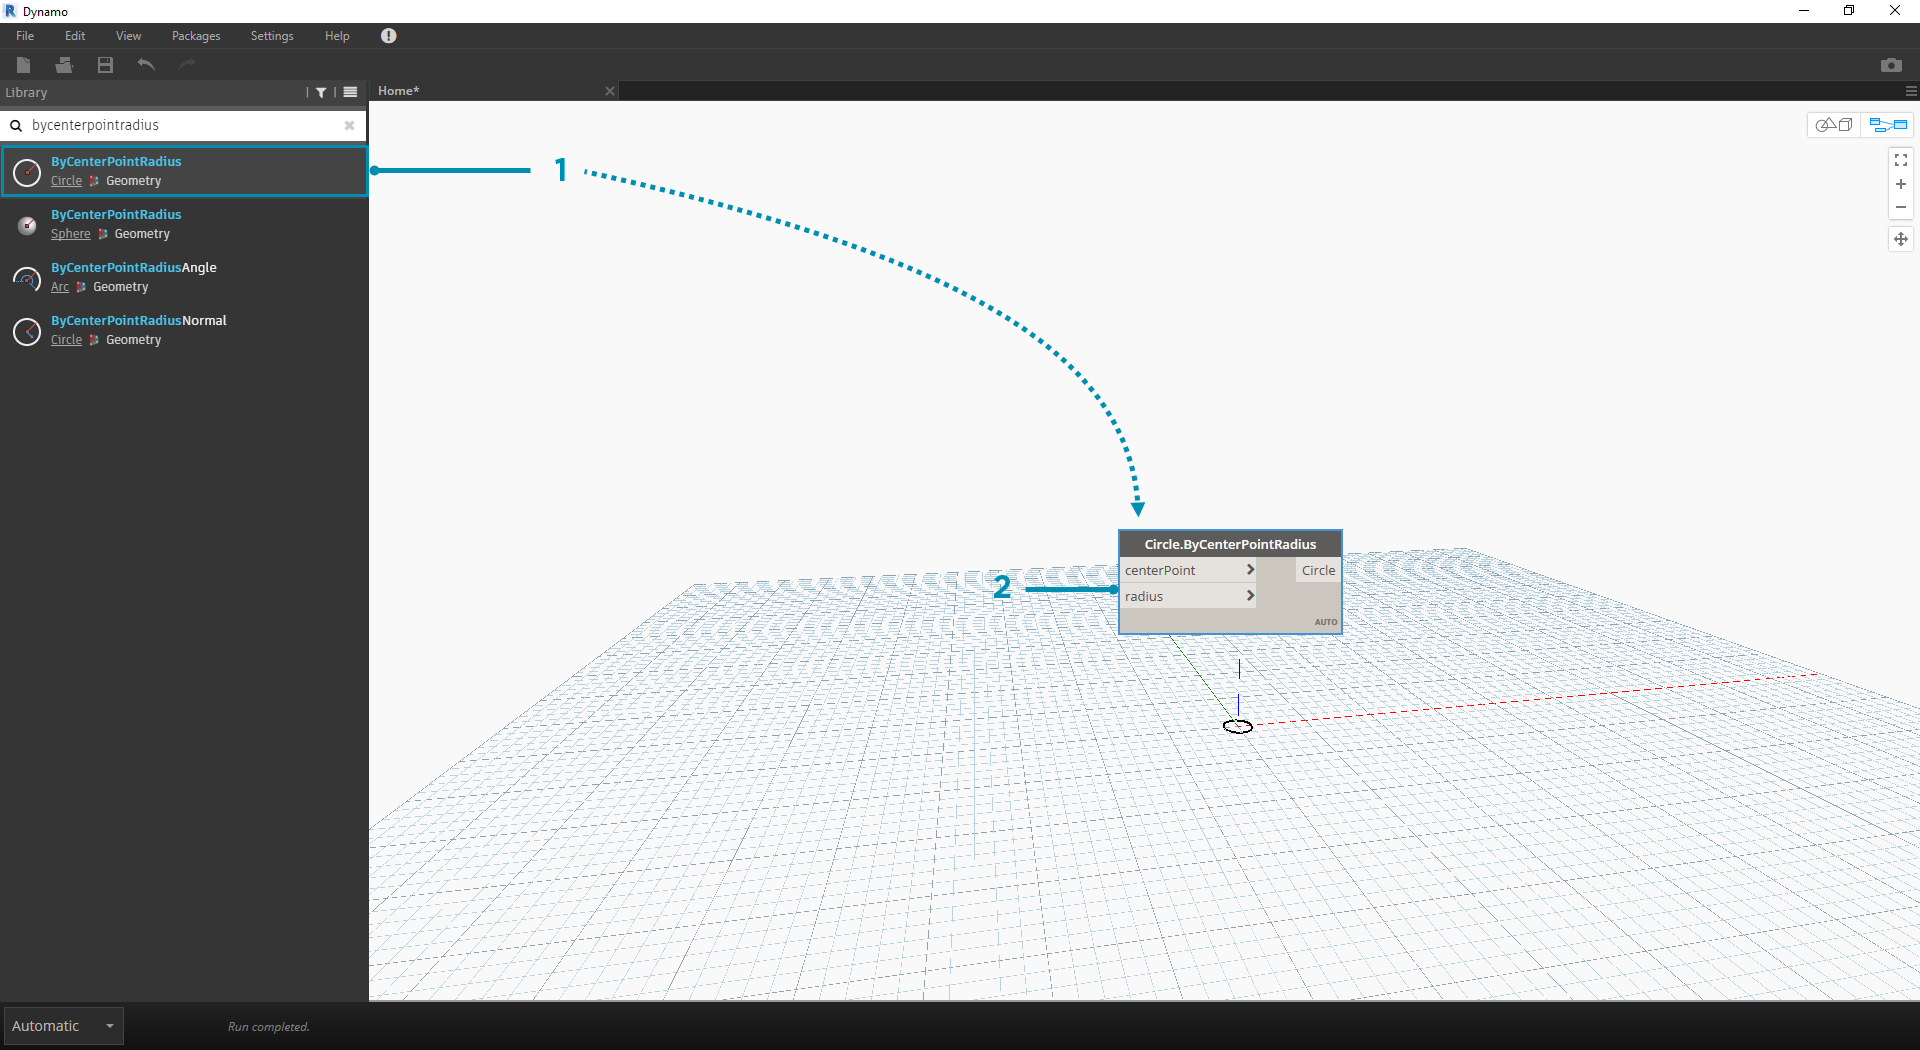 Dynamo
File Edit View Packages Settings Help
Library
Home*
bycenterpointradius
ByCenterPointRadius
Circle Geometry
ByCenterPointRadius
Sphere Geometry
ByCenterPointRadiusAngle
Arc Geometry
ByCenterPointRadiusNormal
Circle Geometry
1
2
Circle.ByCenterPointRadius
centerPoint > Circle
radius >
AUTO
Automatic
Run completed.